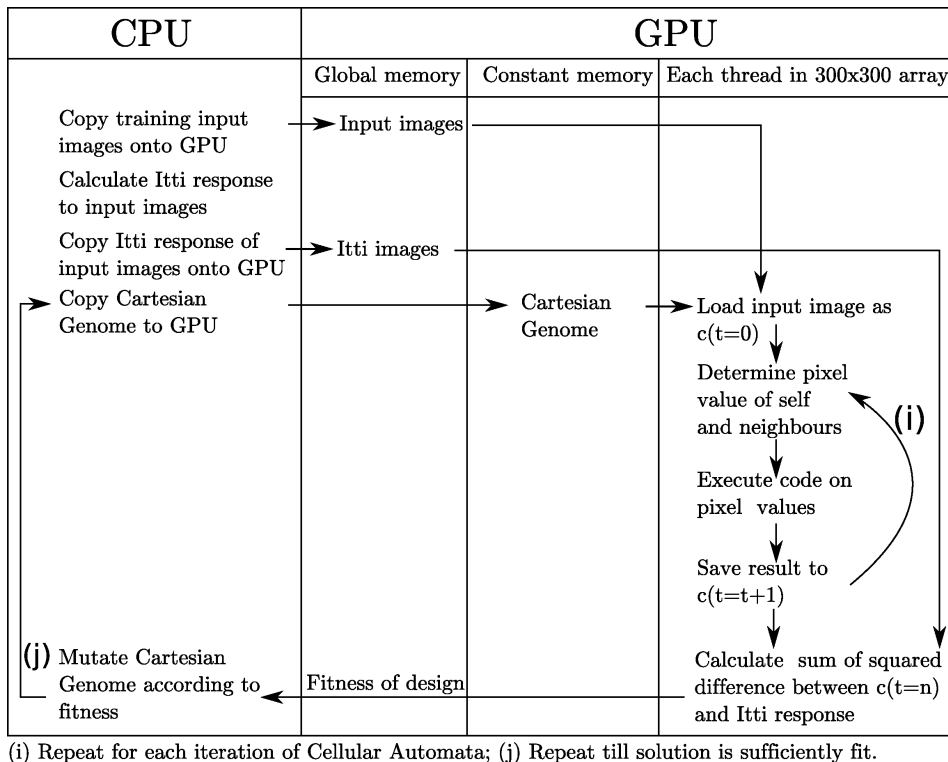 CPU
GPU
Global memory
Constant memory
Each thread in 300x300 array
Copy training input
images onto GPU
Input images
Calculate Itti response
to input images
Copy Itti response of
input images onto GPU
Itti images
Copy Cartesian
Genome to GPU
Cartesian
Genome
Load input image as
c(t=0)
Determine pixel
value of self
and neighbours
(i)
Execute code on
pixel values
Save result to
c(t=t+1)
Calculate sum of squared
difference between c(t=n)
and Itti response
Fitness of design
(j)
Mutate Cartesian
Genome according to
fitness
(i) Repeat for each iteration of Cellular Automata; (j) Repeat till solution is sufficiently fit.